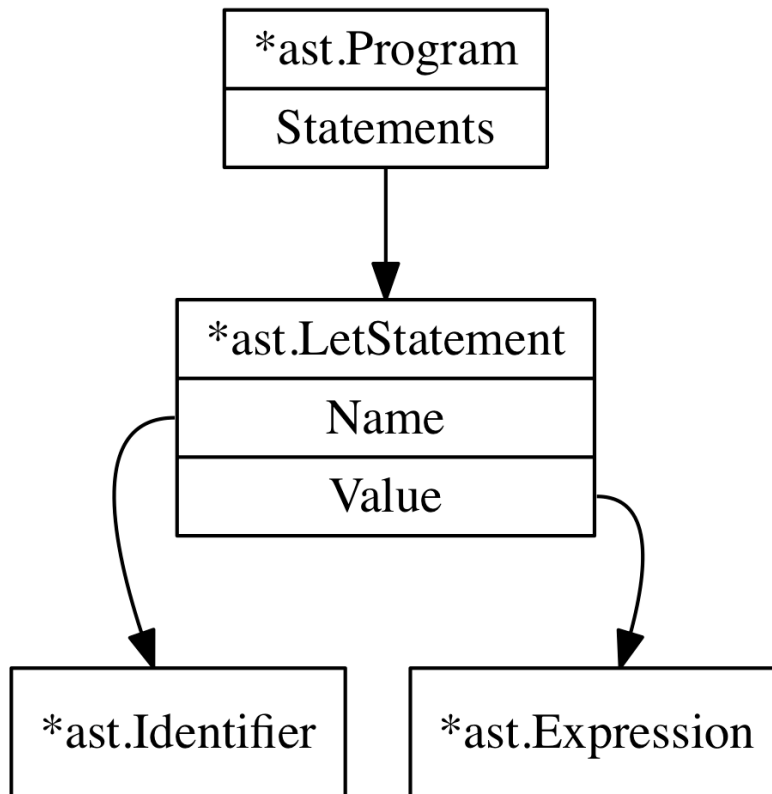 *ast.Program
Statements
*ast.LetStatement
Name
Value
*ast.Identifier
*ast.Expression